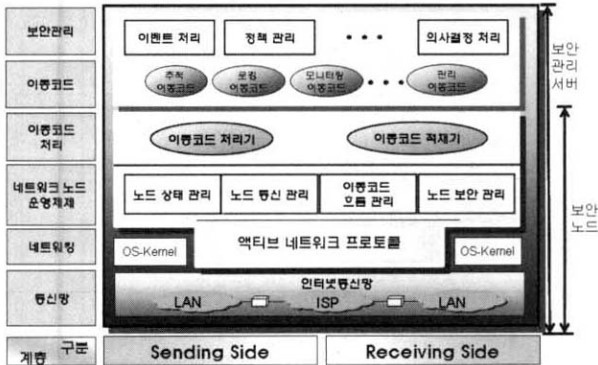 보안관리
이벤트 처리
정책 관리
• • •
의사결정 처리
이동코드
추적
이동코드
로킹
이동코드
모니터링
이동코드
• • •
관리
이동코드
이동코드
처리
이동코드 처리기
이동코드 적재기
네트워크 노드
운영체제
노드 상태 관리
노드 통신 관리
이동코드
흐름 관리
노드 보안 관리
네트워킹
OS-Kernel
액티브 네트워크 프로토콜
OS-Kernel
통신망
인터넷통신망
LAN
ISP
LAN
계층
구분
Sending Side
Receiving Side
보안
관리
서버
보안
노드